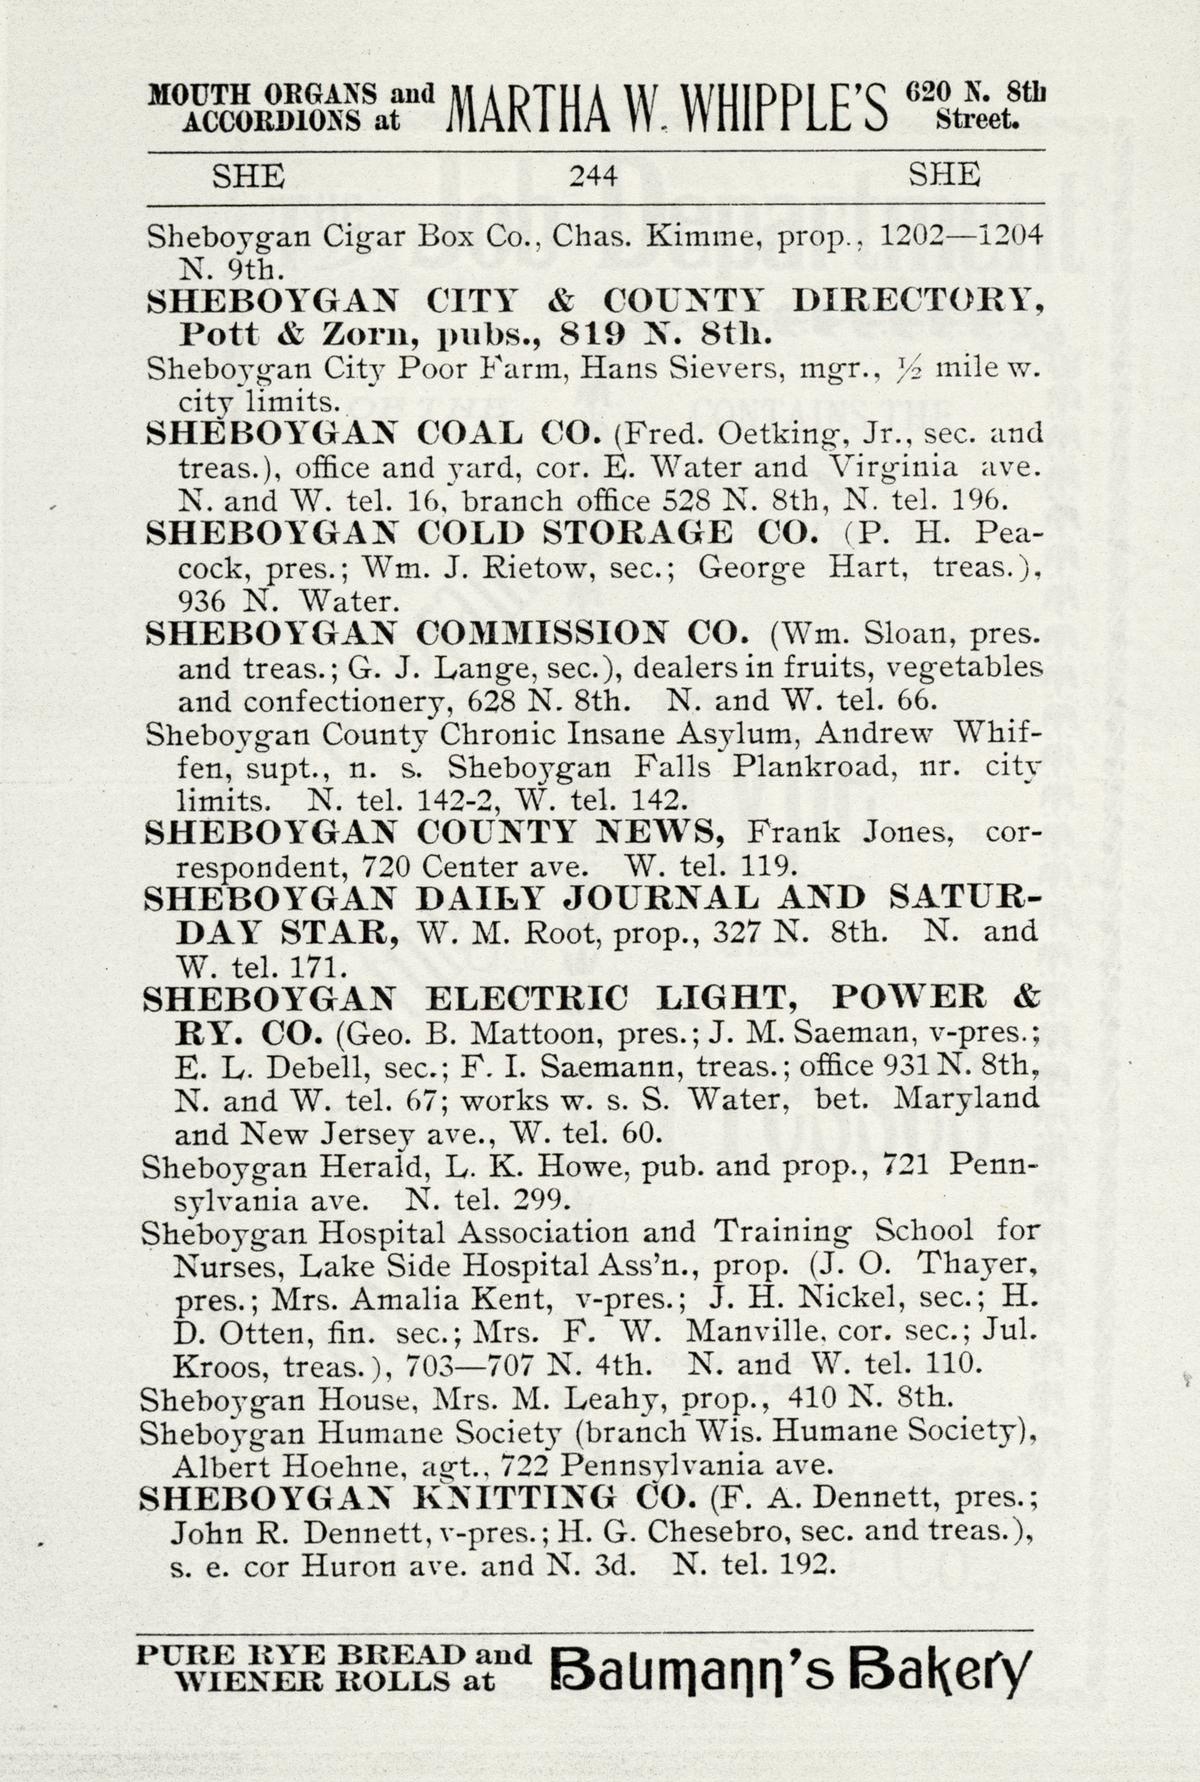 MOUTH ORGANS and
ACCORDIONS at
MARTHA W. WHIPPLE'S
620 N. 8th
Street.
SHE 244 SHE
Sheboygan Cigar Box Co., Chas. Kimme, prop., 1202—1204
N. 9th.
SHEBOYGAN CITY & COUNTY DIRECTORY,
Pott & Zorn, pubs., 819 N. 8th.
Sheboygan City Poor Farm, Hans Sievers, mgr., ½ mile w.
city limits.
SHEBOYGAN COAL CO. (Fred. Oetking, Jr., sec. and
treas.), office and yard, cor. E. Water and Virginia ave.
N. and W. tel. 16, branch office 528 N. 8th, N. tel. 196.
SHEBOYGAN COLD STORAGE CO. (P. H. Pea-
cock, pres.; Wm. J. Rietow, sec.; George Hart, treas.),
936 N. Water.
SHEBOYGAN COMMISSION CO. (Wm. Sloan, pres.
and treas.; G. J. Lange, sec.), dealers in fruits, vegetables
and confectionery, 628 N. 8th. N. and W. tel. 66.
Sheboygan County Chronic Insane Asylum, Andrew Whif-
fen, supt., n. s. Sheboygan Falls Plankroad, nr. city
limits. N. tel. 142-2, W. tel. 142.
SHEBOYGAN COUNTY NEWS, Frank Jones, cor-
respondent, 720 Center ave. W. tel. 119.
SHEBOYGAN DAILY JOURNAL AND SATUR-
DAY STAR, W. M. Root, prop., 327 N. 8th. N. and
W. tel. 171.
SHEBOYGAN ELECTRIC LIGHT, POWER &
RY. CO. (Geo. B. Mattoon, pres.; J. M. Saeman, v-pres.;
E. L. Debell, sec.; F. I. Saemann, treas.; office 931 N. 8th,
N. and W. tel. 67; works w. s. S. Water, bet. Maryland
and New Jersey ave., W. tel. 60.
Sheboygan Herald, L. K. Howe, pub. and prop., 721 Penn-
sylvania ave. N. tel. 299.
Sheboygan Hospital Association and Training School for
Nurses, Lake Side Hospital Ass'n., prop. (J. O. Thayer,
pres.; Mrs. Amalia Kent, v-pres.; J. H. Nickel, sec.; H.
D. Otten, fin. sec.; Mrs. F. W. Manville, cor. sec.; Jul.
Kroos, treas.), 703—707 N. 4th. N. and W. tel. 110.
Sheboygan House, Mrs. M. Leahy, prop., 410 N. 8th.
Sheboygan Humane Society (branch Wis. Humane Society),
Albert Hoehne, agt., 722 Pennsylvania ave.
SHEBOYGAN KNITTING CO. (F. A. Dennett, pres.;
John R. Dennett, v-pres.; H. G. Chesebro, sec. and treas.),
s. e. cor Huron ave. and N. 3d. N. tel. 192.
PURE RYE BREAD and
WIENER ROLLS at
Baumann's Bakery